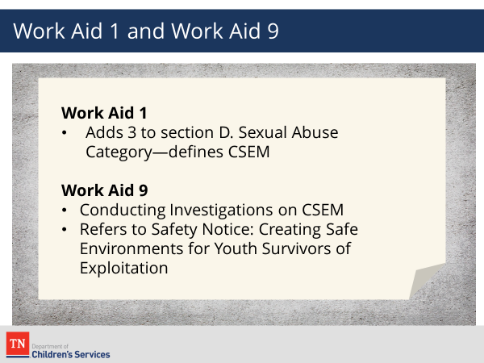 Work Aid 1 and Work Aid 9
Work Aid 1
• Adds 3 to section D. Sexual Abuse
Category—defines CSEM
Work Aid 9
• Conducting Investigations on CSEM
• Refers to Safety Notice: Creating Safe
Environments for Youth Survivors of
Exploitation
TN
Department of
Children's Services